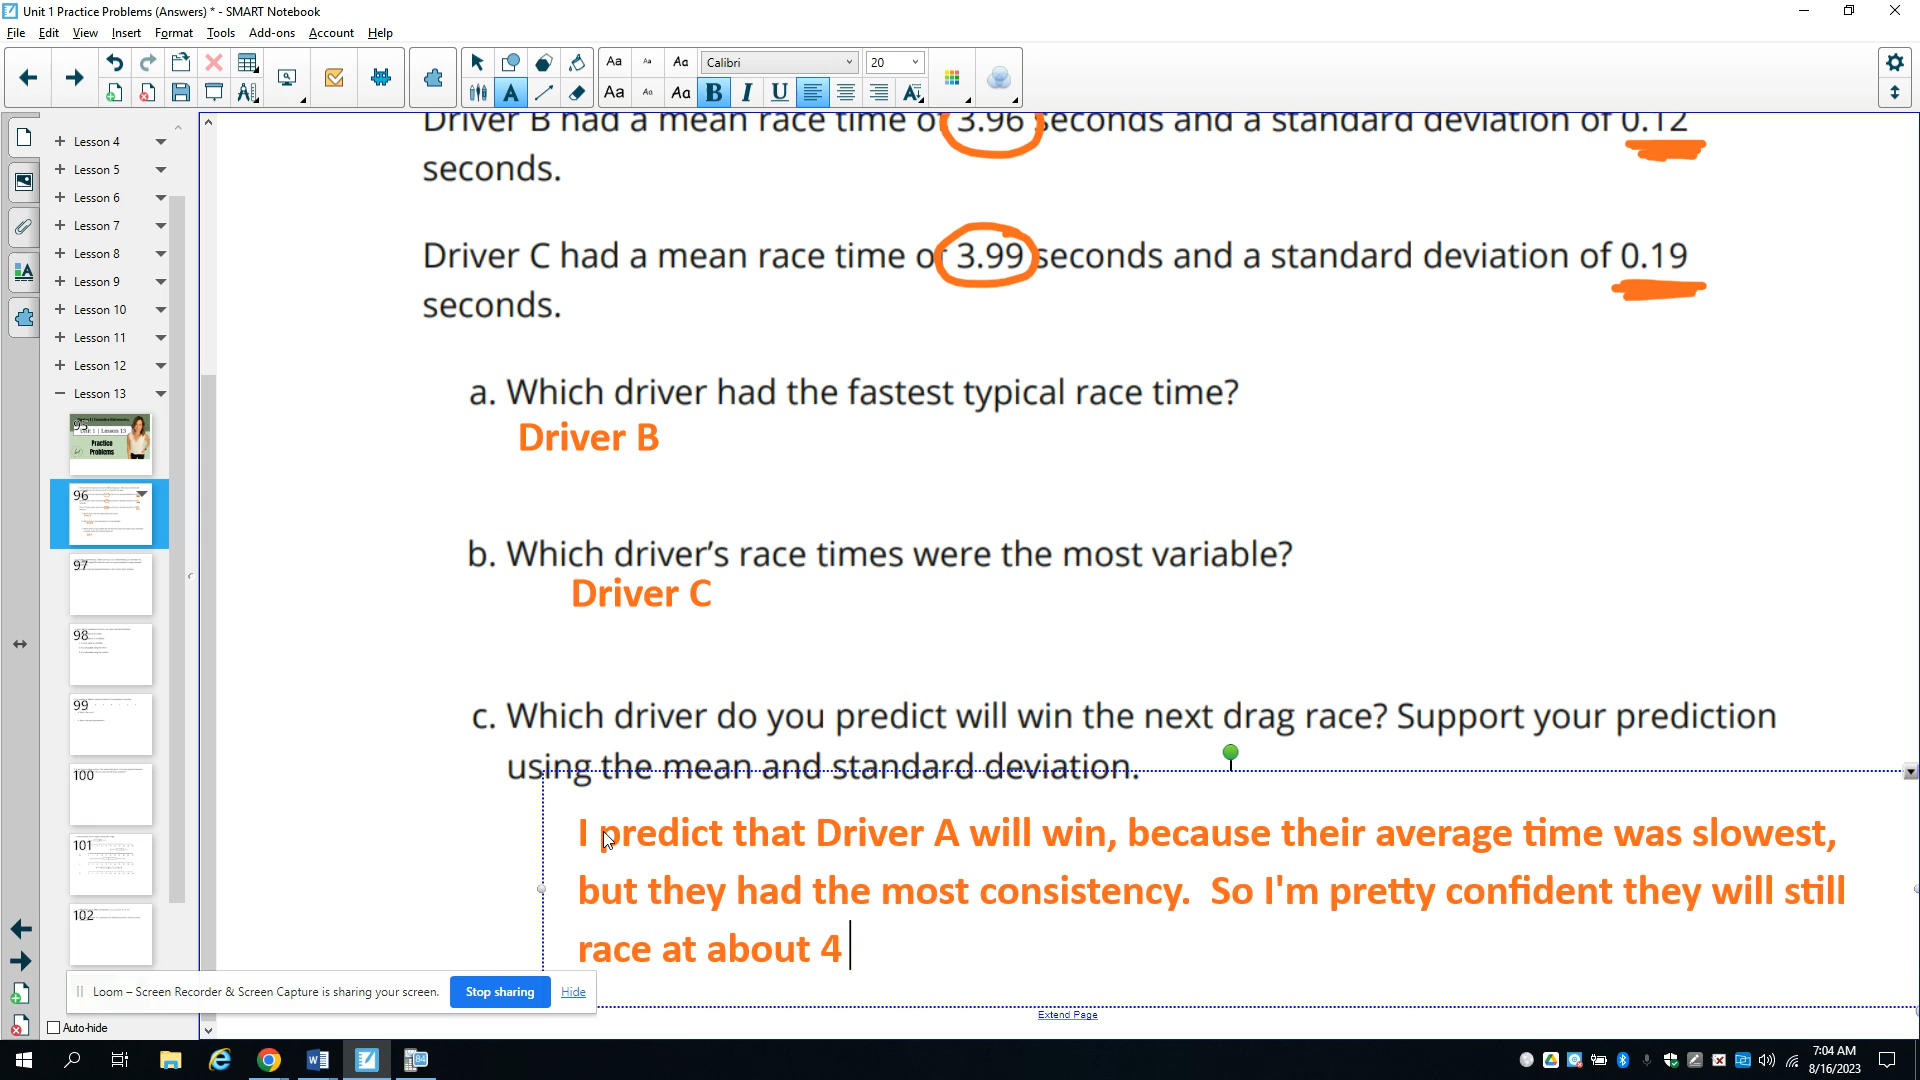 Unit 1 Practice Problems (Answers) * - SMART Notebook
File Edit View Insert Format Tools Add-ons Account Help
Calibri 20
Driver B had a mean race time of 3.96 seconds and a standard deviation of 0.12
seconds.
Driver C had a mean race time of 3.99 seconds and a standard deviation of 0.19
seconds.
a. Which driver had the fastest typical race time?
Driver B
b. Which driver's race times were the most variable?
Driver C
c. Which driver do you predict will win the next drag race? Support your prediction
using the mean and standard deviation.
I predict that Driver A will win, because their average time was slowest,
but they had the most consistency.  So I'm pretty confident they will still
race at about 4
Extend Page
Lesson 4
Lesson 5
Lesson 6
Lesson 7
Lesson 8
Lesson 9
Lesson 10
Lesson 11
Lesson 12
Lesson 13
95
Unit 1 | Lesson 13
Practice
Problems
96
97
98
99
100
101
102
Loom – Screen Recorder & Screen Capture is sharing your screen. Stop sharing Hide
Auto-hide
7:04 AM
8/16/2023